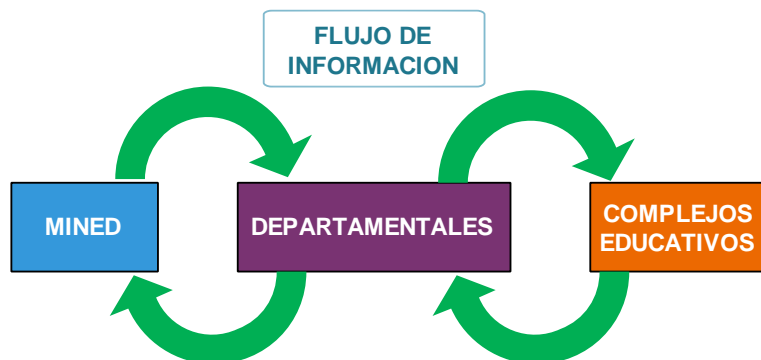 FLUJO DE
INFORMACION
MINED
DEPARTAMENTALES
COMPLEJOS
EDUCATIVOS